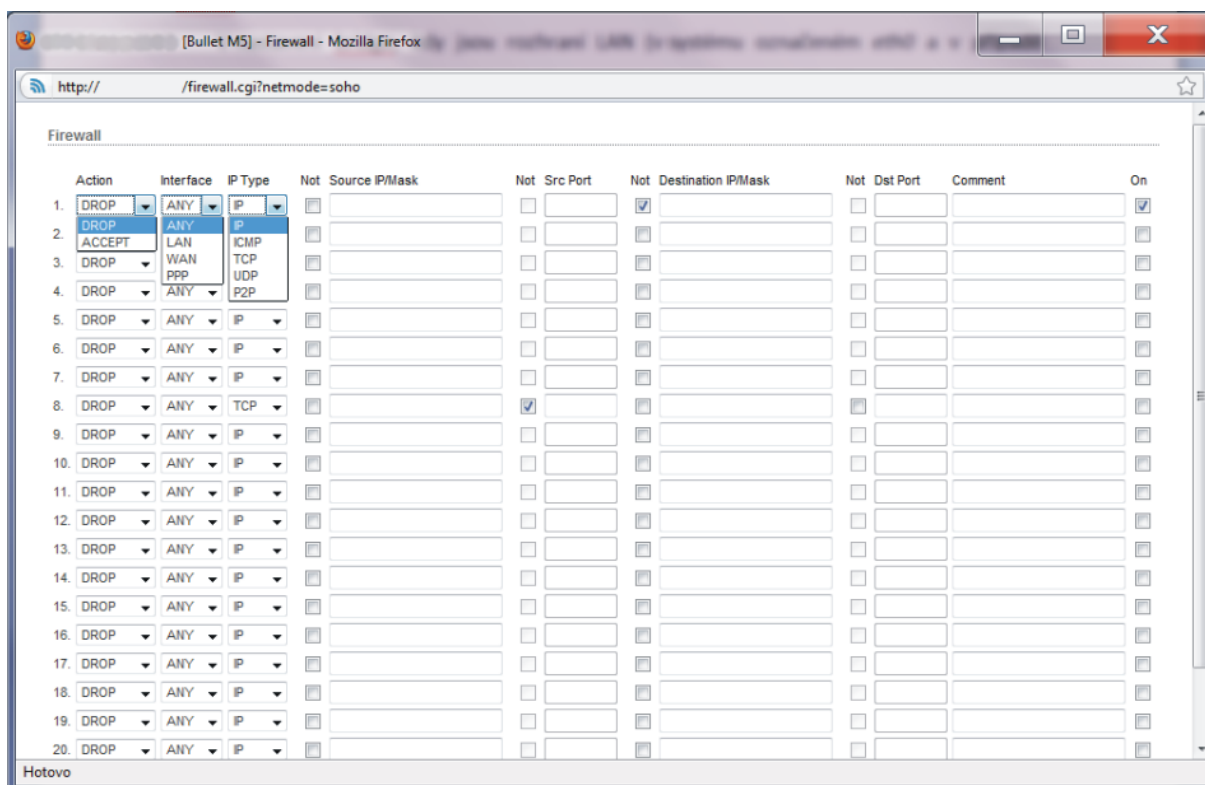 [Bullet M5] - Firewall - Mozilla Firefox
http:// /firewall.cgi?netmode=soho
Firewall
Action Interface IP Type Not Source IP/Mask Not Src Port Not Destination IP/Mask Not Dst Port Comment On
1. DROP ANY IP
DROP ANY IP
2. ACCEPT LAN ICMP
WAN TCP
3. DROP
PPP UDP
4. DROP ANY P2P
5. DROP ANY IP
6. DROP ANY IP
7. DROP ANY IP
8. DROP ANY TCP
9. DROP ANY IP
10. DROP ANY IP
11. DROP ANY IP
12. DROP ANY IP
13. DROP ANY IP
14. DROP ANY IP
15. DROP ANY IP
16. DROP ANY IP
17. DROP ANY IP
18. DROP ANY IP
19. DROP ANY IP
20. DROP ANY IP
Hotovo